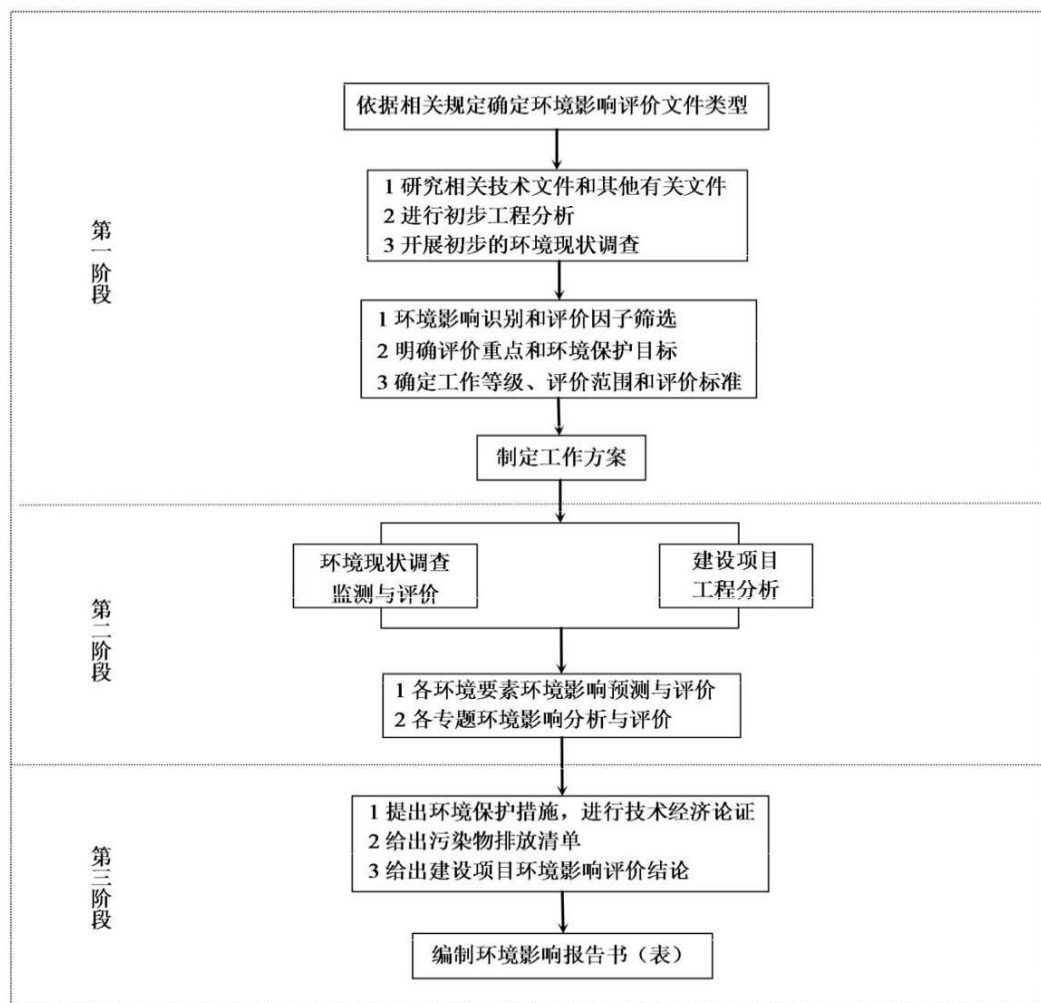 依据相关规定确定环境影响评价文件类型
1 研究相关技术文件和其他有关文件
2 进行初步工程分析
3 开展初步的环境现状调查
第一阶段
1 环境影响识别和评价因子筛选
2 明确评价重点和环境保护目标
3 确定工作等级、评价范围和评价标准
制定工作方案
环境现状调查
监测与评价
建设项目
工程分析
第二阶段
1 各环境要素环境影响预测与评价
2 各专题环境影响分析与评价
1 提出环境保护措施，进行技术经济论证
2 给出污染物排放清单
3 给出建设项目环境影响评价结论
第三阶段
编制环境影响报告书（表）